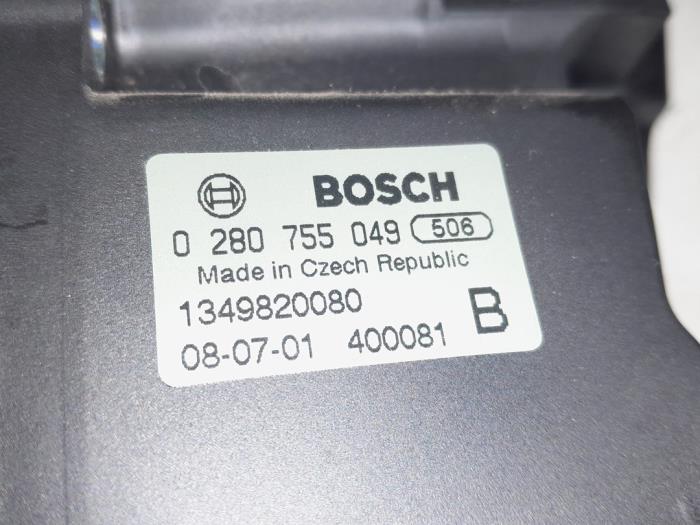 BOSCH
0 280 755 049 506
Made in Czech Republic
1349820080 B
08-07-01 400081